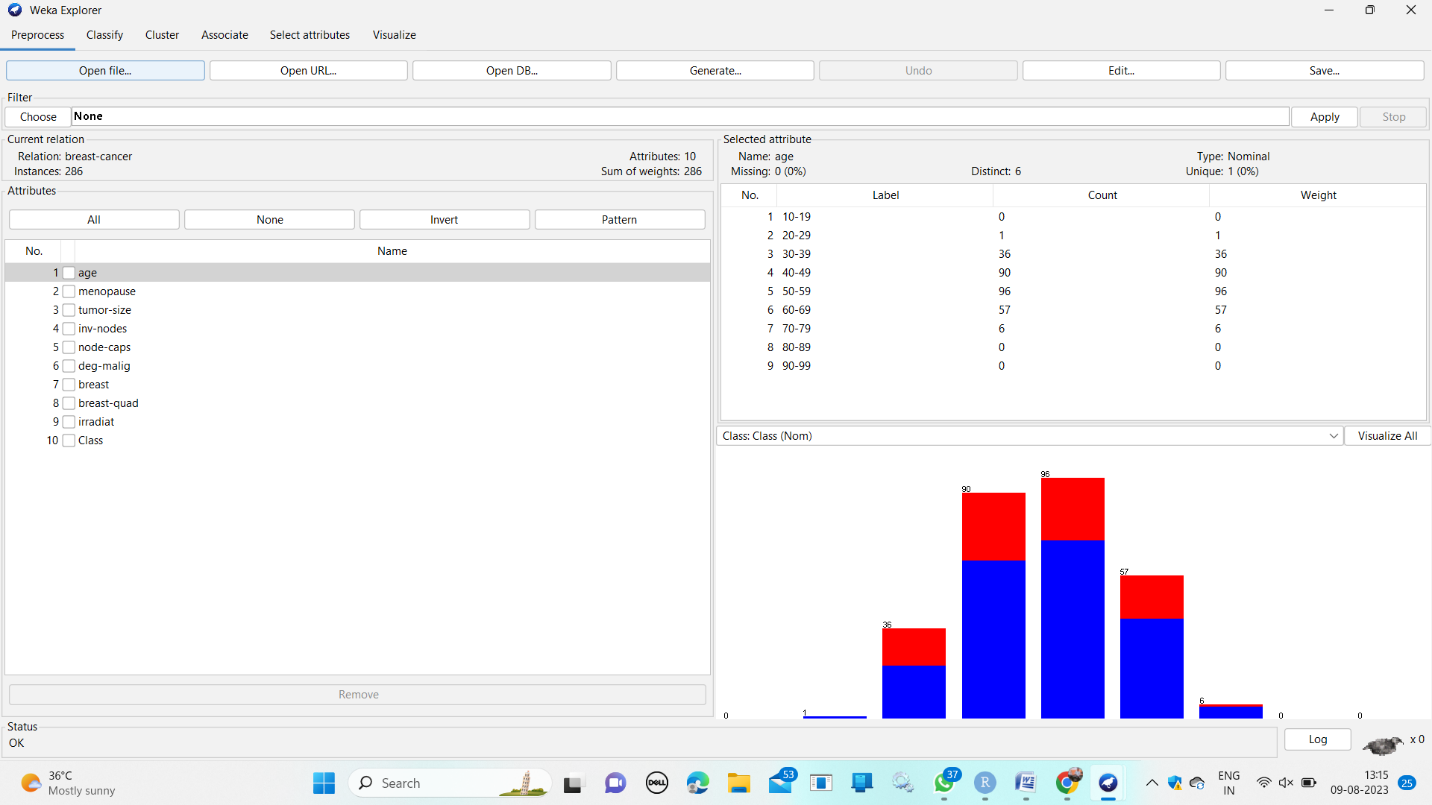 Weka Explorer
Preprocess Classify Cluster Associate Select attributes Visualize
Open file... Open URL... Open DB... Generate... Undo Edit... Save...
Filter
Choose None Apply Stop
Current relation
Relation: breast-cancer Attributes: 10
Instances: 286 Sum of weights: 286
Attributes
All None Invert Pattern
No. Name
1 age
2 menopause
3 tumor-size
4 inv-nodes
5 node-caps
6 deg-malig
7 breast
8 breast-quad
9 irradiat
10 Class
Remove
Selected attribute
Name: age Type: Nominal
Missing: 0 (0%) Distinct: 6 Unique: 1 (0%)
No. Label Count Weight
1 10-19 0 0
2 20-29 1 1
3 30-39 36 36
4 40-49 90 90
5 50-59 96 96
6 60-69 57 57
7 70-79 6 6
8 80-89 0 0
9 90-99 0 0
Class: Class (Nom) Visualize All
0 1 36 90 96 57 6 0 0
Status
OK
Log x 0
36°C
Mostly sunny
Search
DELL
53
37
R
W
ENG
IN
13:15
09-08-2023
25